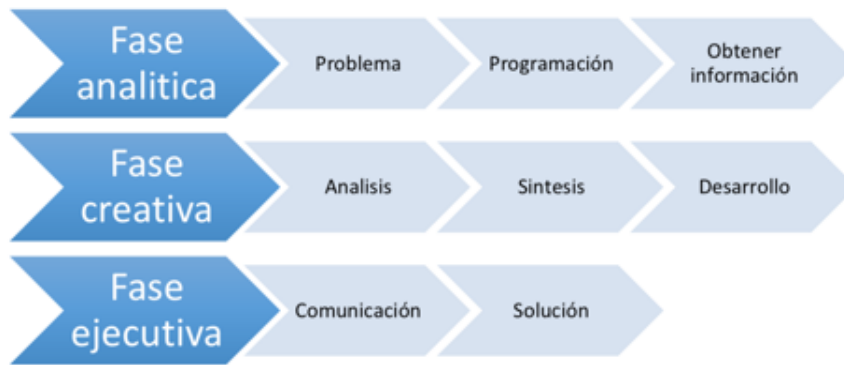 Fase
analitica
Problema
Programación
Obtener
información
Fase
creativa
Analisis
Sintesis
Desarrollo
Fase
ejecutiva
Comunicación
Solución